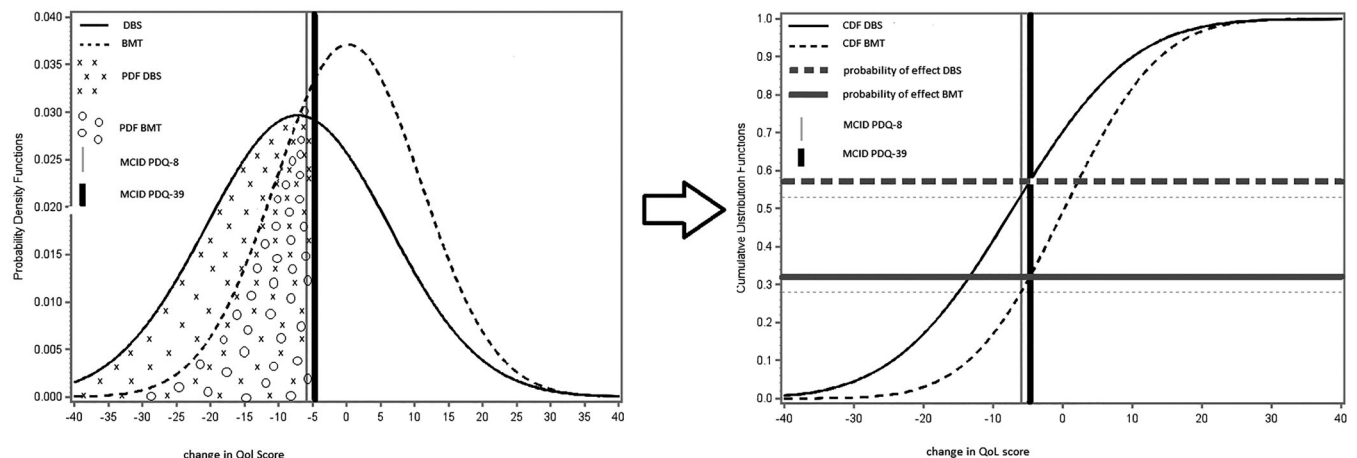 DBS
BMT
PDF DBS
PDF BMT
MCID PDQ-8
MCID PDQ-39
Probability Density Functions
0.040
0.035
0.030
0.025
0.020
0.015
0.010
0.005
0.000
-40 -35 -30 -25 -20 -15 -10 -5 0 5 10 15 20 25 30 35 40
change in Qol Score
CDF DBS
CDF BMT
probability of effect DBS
probability of effect BMT
MCID PDQ-8
MCID PDQ-39
Cumulative Distribution Functions
1.0
0.9
0.8
0.7
0.6
0.5
0.4
0.3
0.2
0.1
0.0
-40 -30 -20 -10 0 10 20 30 40
change in QoL score